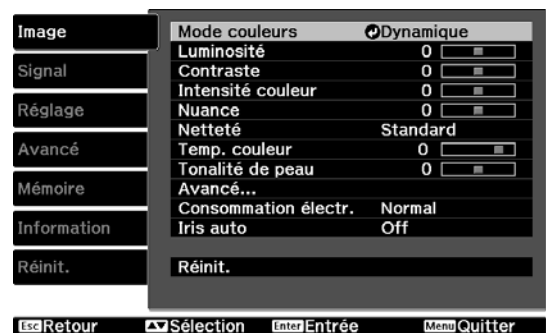 Image
Signal
Réglage
Avancé
Mémoire
Information
Réinit.
Mode couleurs Dynamique
Luminosité 0
Contraste 0
Intensité couleur 0
Nuance 0
Netteté Standard
Temp. couleur 0
Tonalité de peau 0
Avancé...
Consommation électr. Normal
Iris auto Off
Réinit.
Esc Retour Sélection Enter Entrée Menu Quitter